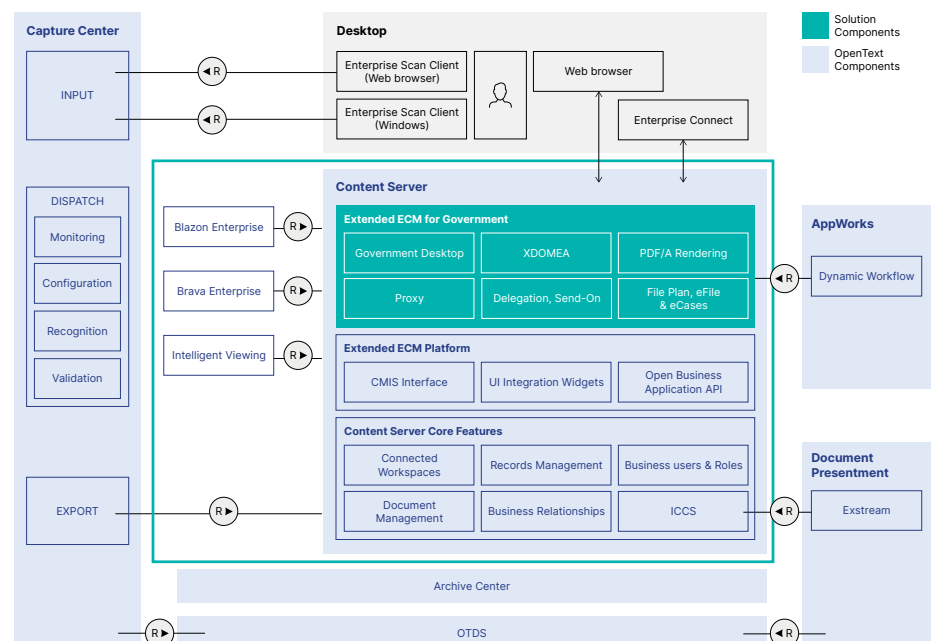 Capture Center
INPUT
DISPATCH
Monitoring
Configuration
Recognition
Validation
EXPORT
Desktop
Enterprise Scan Client
(Web browser)
Enterprise Scan Client
(Windows)
Web browser
Enterprise Connect
Solution
Components
OpenText
Components
◄ R
◄ R
Blazon Enterprise
R ►
Brava Enterprise
R ►
Intelligent Viewing
R ►
R ►
Content Server
Extended ECM for Government
Government Desktop
XDOMEA
PDF/A Rendering
Proxy
Delegation, Send-On
File Plan, eFile
& eCases
Extended ECM Platform
CMIS Interface
UI Integration Widgets
Open Business
Application API
Content Server Core Features
Connected
Workspaces
Records Management
Business users & Roles
Document
Management
Business Relationships
ICCS
◄ R
AppWorks
Dynamic Workflow
◄ R
Document
Presentment
Exstream
Archive Center
R ►
OTDS
◄ R